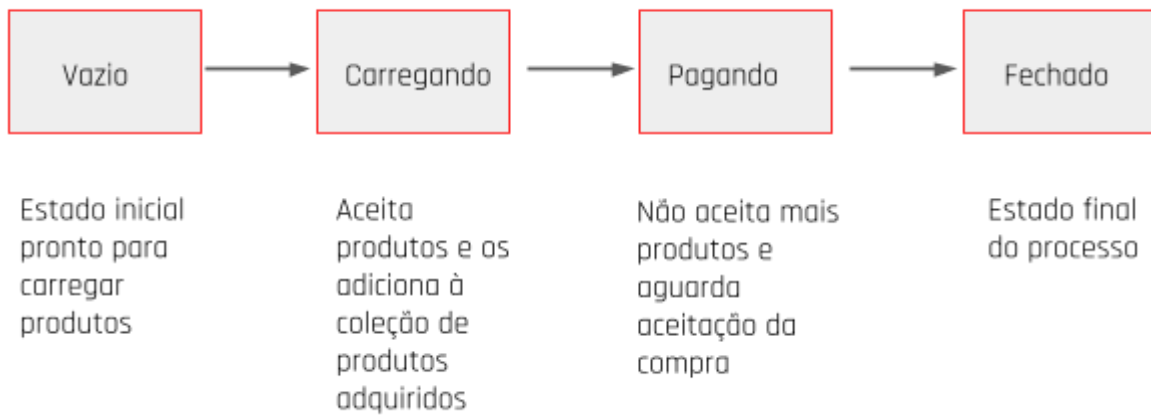 Vazio
Carregando
Pagando
Fechado
Estado inicial
pronto para
carregar
produtos
Aceita
produtos e os
adiciona à
coleção de
produtos
adquiridos
Não aceita mais
produtos e
aguarda
aceitação da
compra
Estado final
do processo